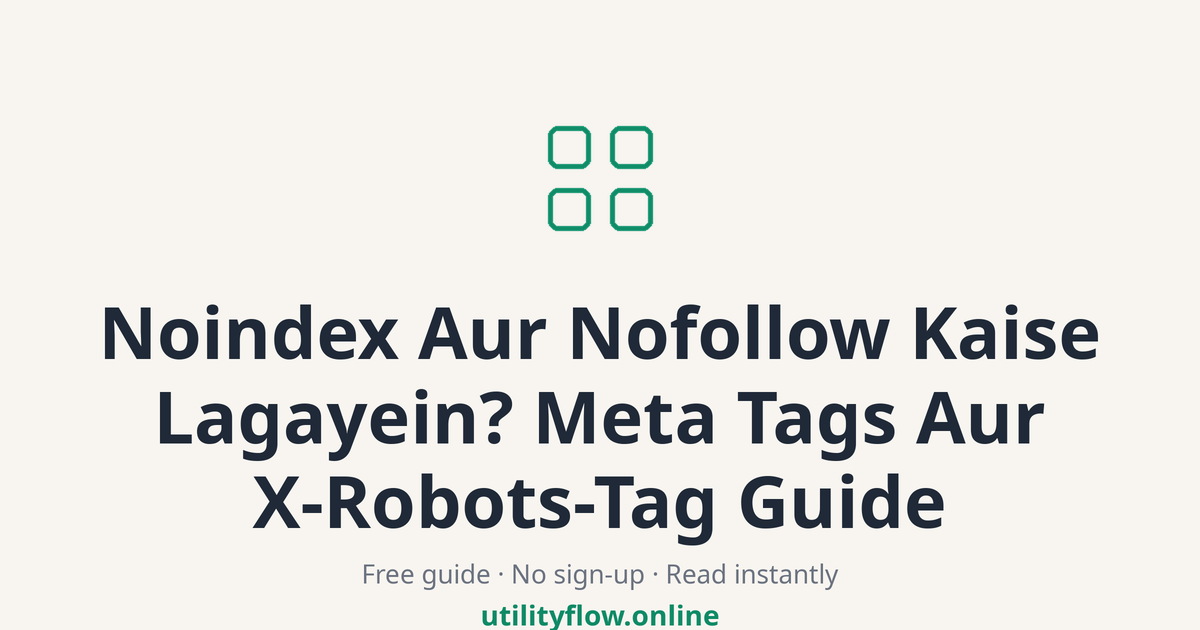 Noindex Aur Nofollow Kaise
Lagayein? Meta Tags Aur
X-Robots-Tag Guide
Free guide · No sign-up · Read instantly
utilityflow.online